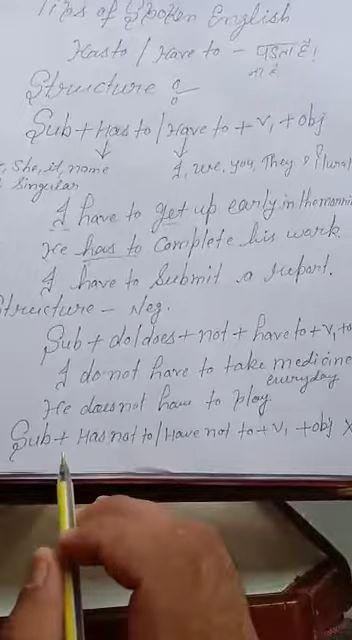 Tips of Spoken English
Has to / Have to - पड़ता है।
ना है
Structure :-
Sub + Has to / Have to + V₁ + obj
She, it, name
Singular
I, we, you, They & Plural
I have to get up early in the
He has to Complete his work.
I have to Submit a report.
Structure - Neg.
Sub + do/does + not + have to + V₁ +
I do not have to take medicine
everyday
He does not have to play
Sub + Has not to / Have not to + V₁ + obj X